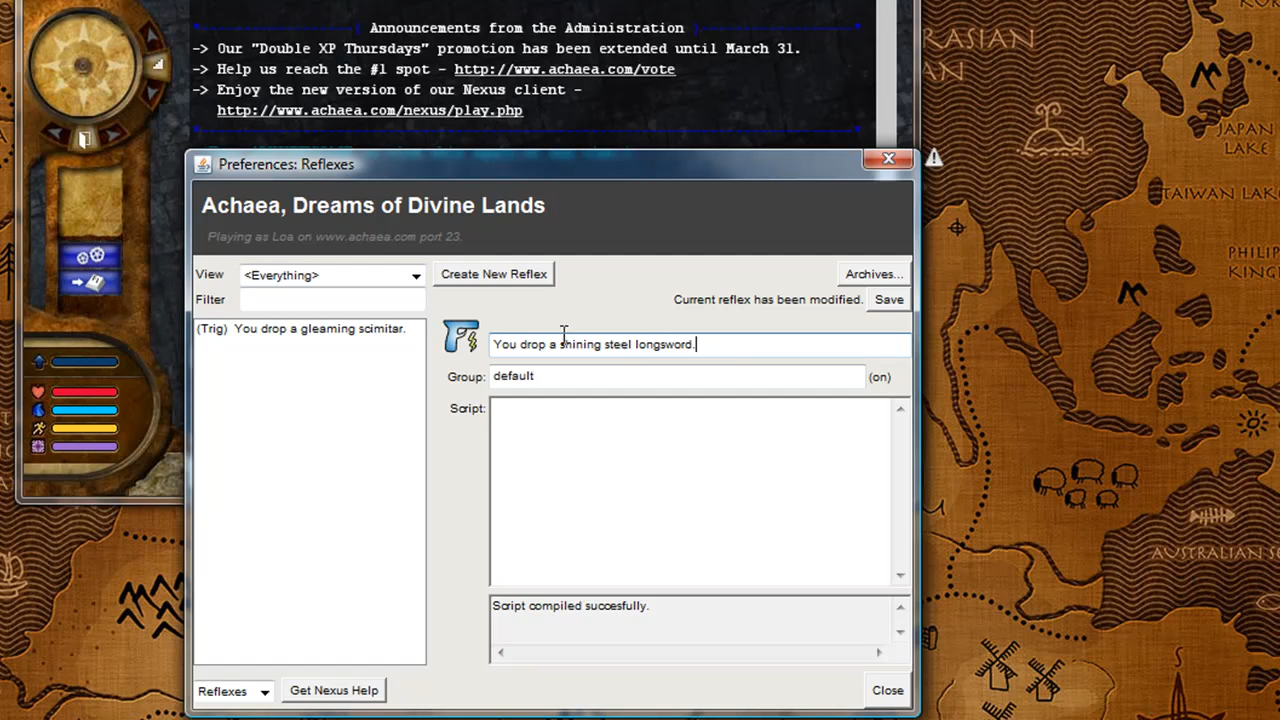 Announcements from the Administration
-> Our "Double XP Thursdays" promotion has been extended until March 31.
-> Help us reach the #1 spot - http://www.achaea.com/vote
-> Enjoy the new version of our Nexus client -
http://www.achaea.com/nexus/play.php
Preferences: Reflexes
Achaea, Dreams of Divine Lands
Playing as Loa on www.achaea.com port 23.
View <Everything> Create New Reflex Archives...
Filter Current reflex has been modified. Save
(Trig) You drop a gleaming scimitar.
You drop a shining steel longsword.
Group: default (on)
Script:
Script compiled succesfully.
Reflexes Get Nexus Help Close
RASIAN
AN
JAPAN
LAKE
TAIWAN LAK
PHILIP
KING
AUSTRALIAN S
S